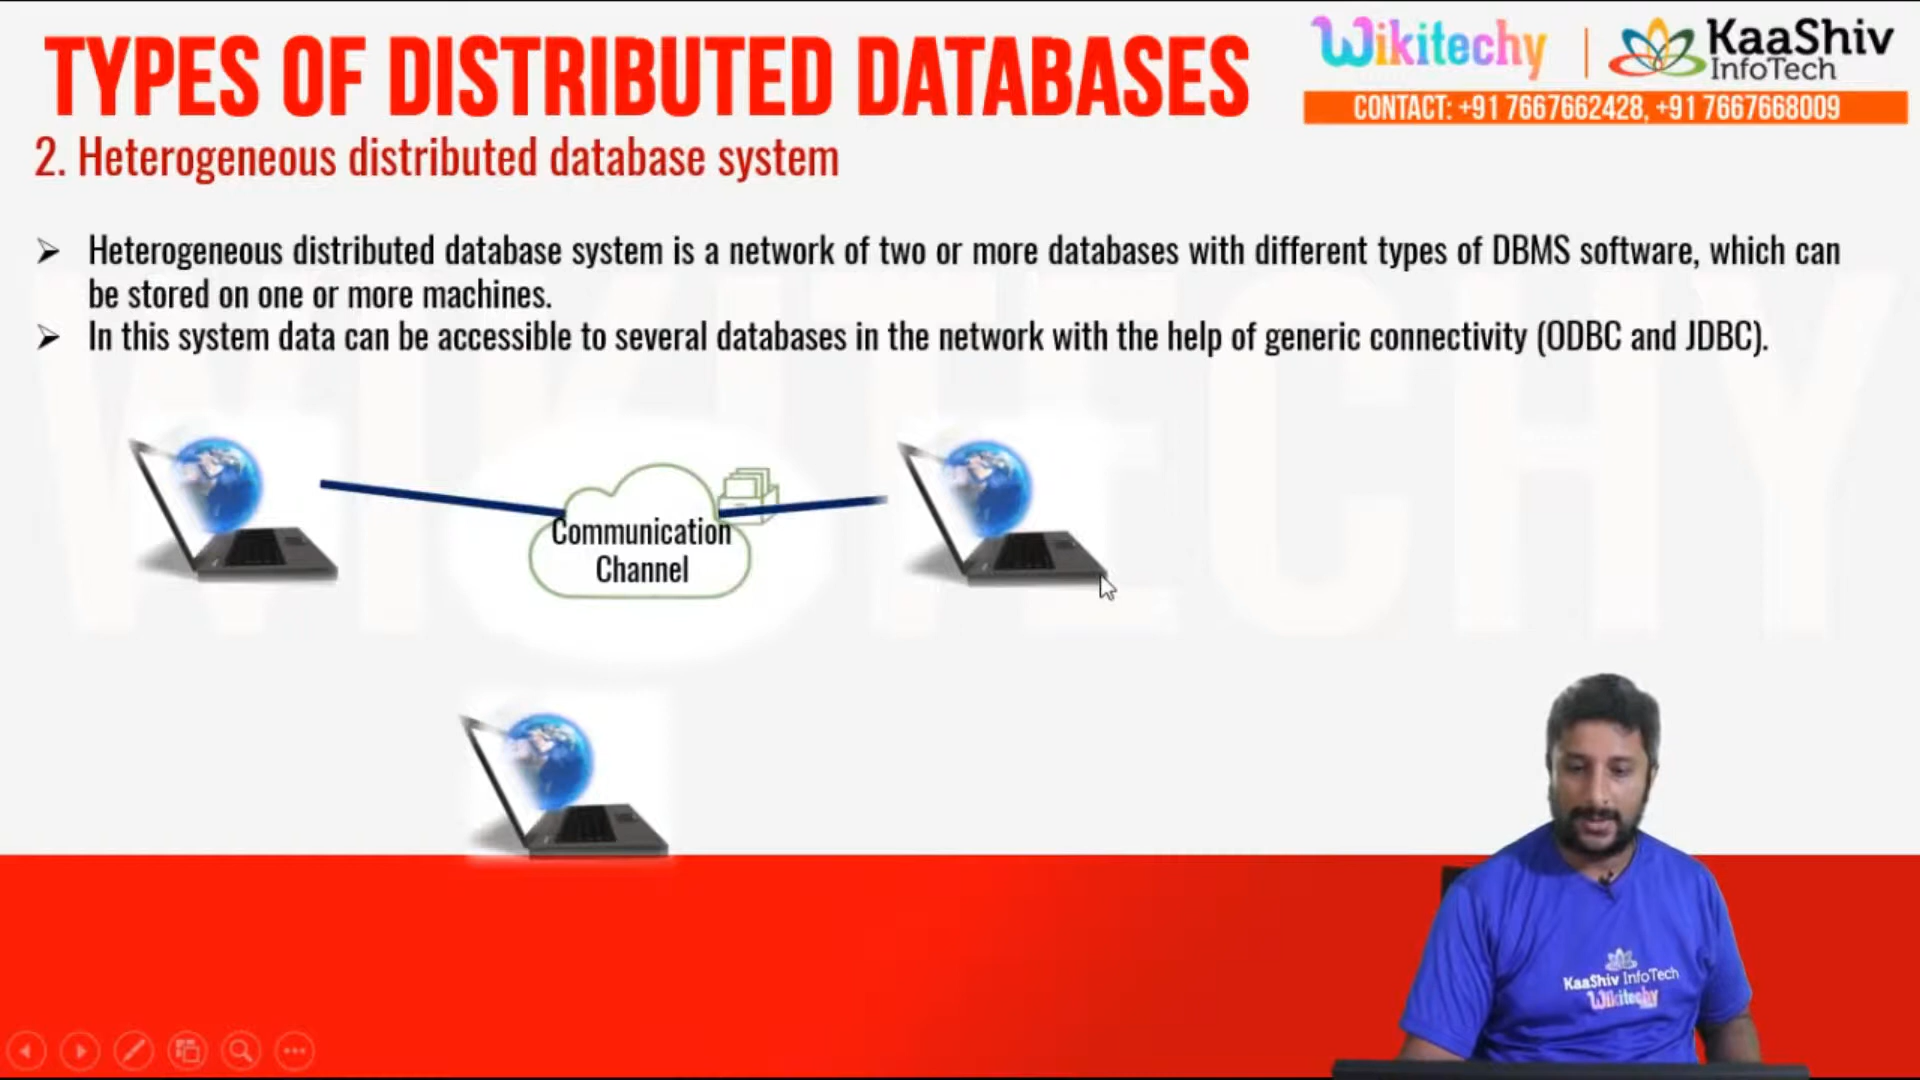 TYPES OF DISTRIBUTED DATABASES
Wikitechy
KaaShiv
InfoTech
CONTACT: +91 7667662428, +91 7667668009
2. Heterogeneous distributed database system
Heterogeneous distributed database system is a network of two or more databases with different types of DBMS software, which can
be stored on one or more machines.
In this system data can be accessible to several databases in the network with the help of generic connectivity (ODBC and JDBC).
WIKITECHY
Communication
Channel
KaaShiv InfoTech
Wikitechy